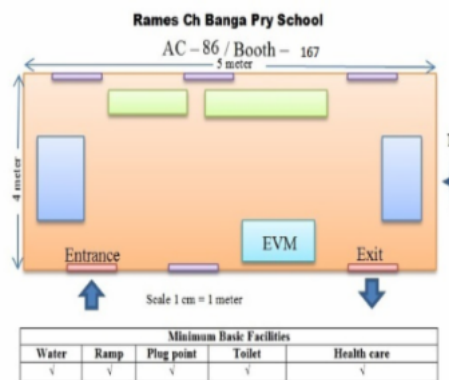 Rames Ch Banga Pry School
AC - 86 / Booth - 167
5 meter
4 meter
EVM
Entrance
Exit
Scale 1 cm = 1 meter
Minimum Basic Facilities
Water Ramp Plug point Toilet Health care
√ √ √ √ √